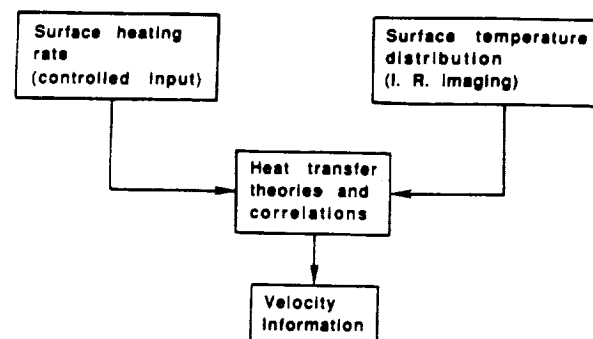 Surface heating
rate
(controlled input)
Surface temperature
distribution
(I. R. imaging)
Heat transfer
theories and
correlations
Velocity
Information